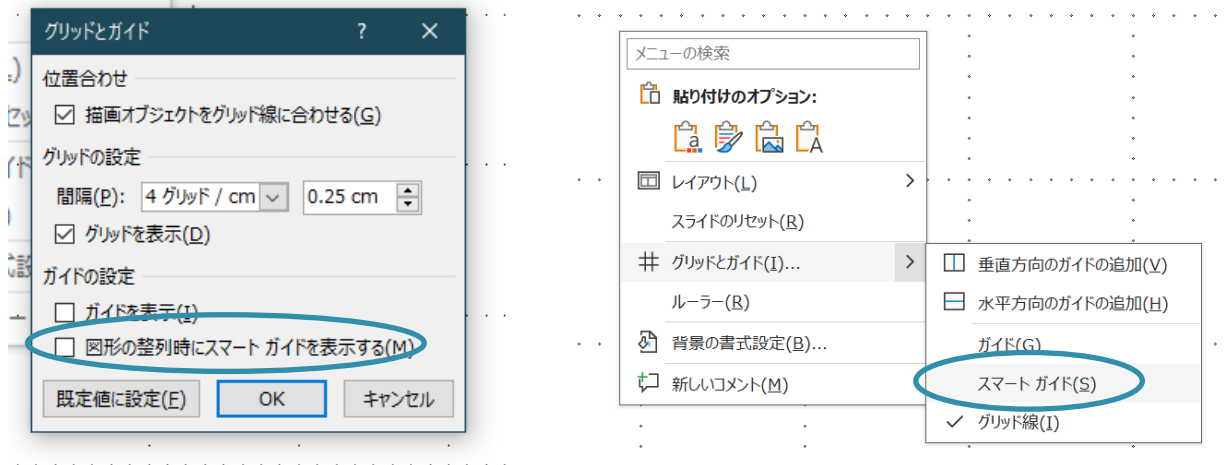 グリッドとガイド ? ×
位置合わせ
描画オブジェクトをグリッド線に合わせる(G)
グリッドの設定
間隔(P): 4 グリッド / cm 0.25 cm
グリッドを表示(D)
ガイドの設定
ガイドを表示(I)
図形の整列時にスマート ガイドを表示する(M)
既定値に設定(F) OK キャンセル
メニューの検索
貼り付けのオプション:
レイアウト(L)
スライドのリセット(R)
グリッドとガイド(I)...
ルーラー(R)
背景の書式設定(B)...
新しいコメント(M)
垂直方向のガイドの追加(V)
水平方向のガイドの追加(H)
ガイド(G)
スマート ガイド(S)
グリッド線(I)